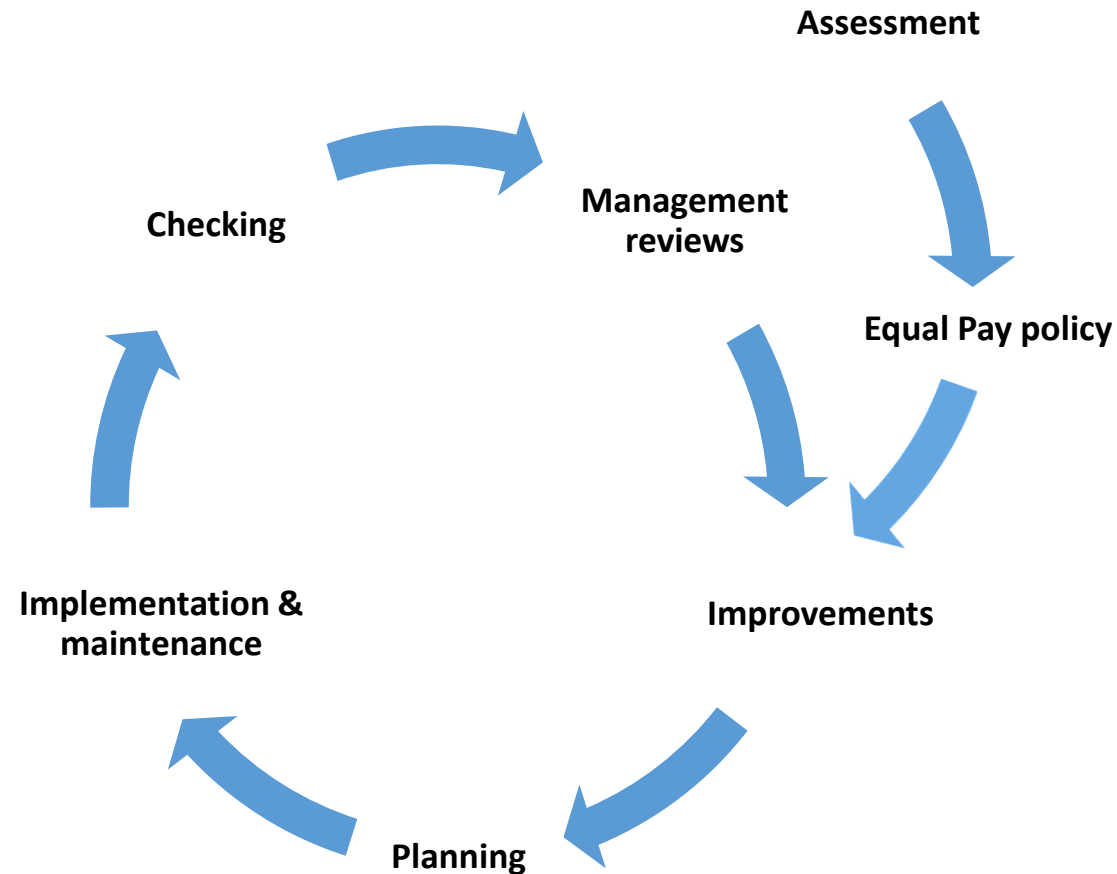 Assessment
Management
reviews
Checking
Equal Pay policy
Implementation &
maintenance
Improvements
Planning